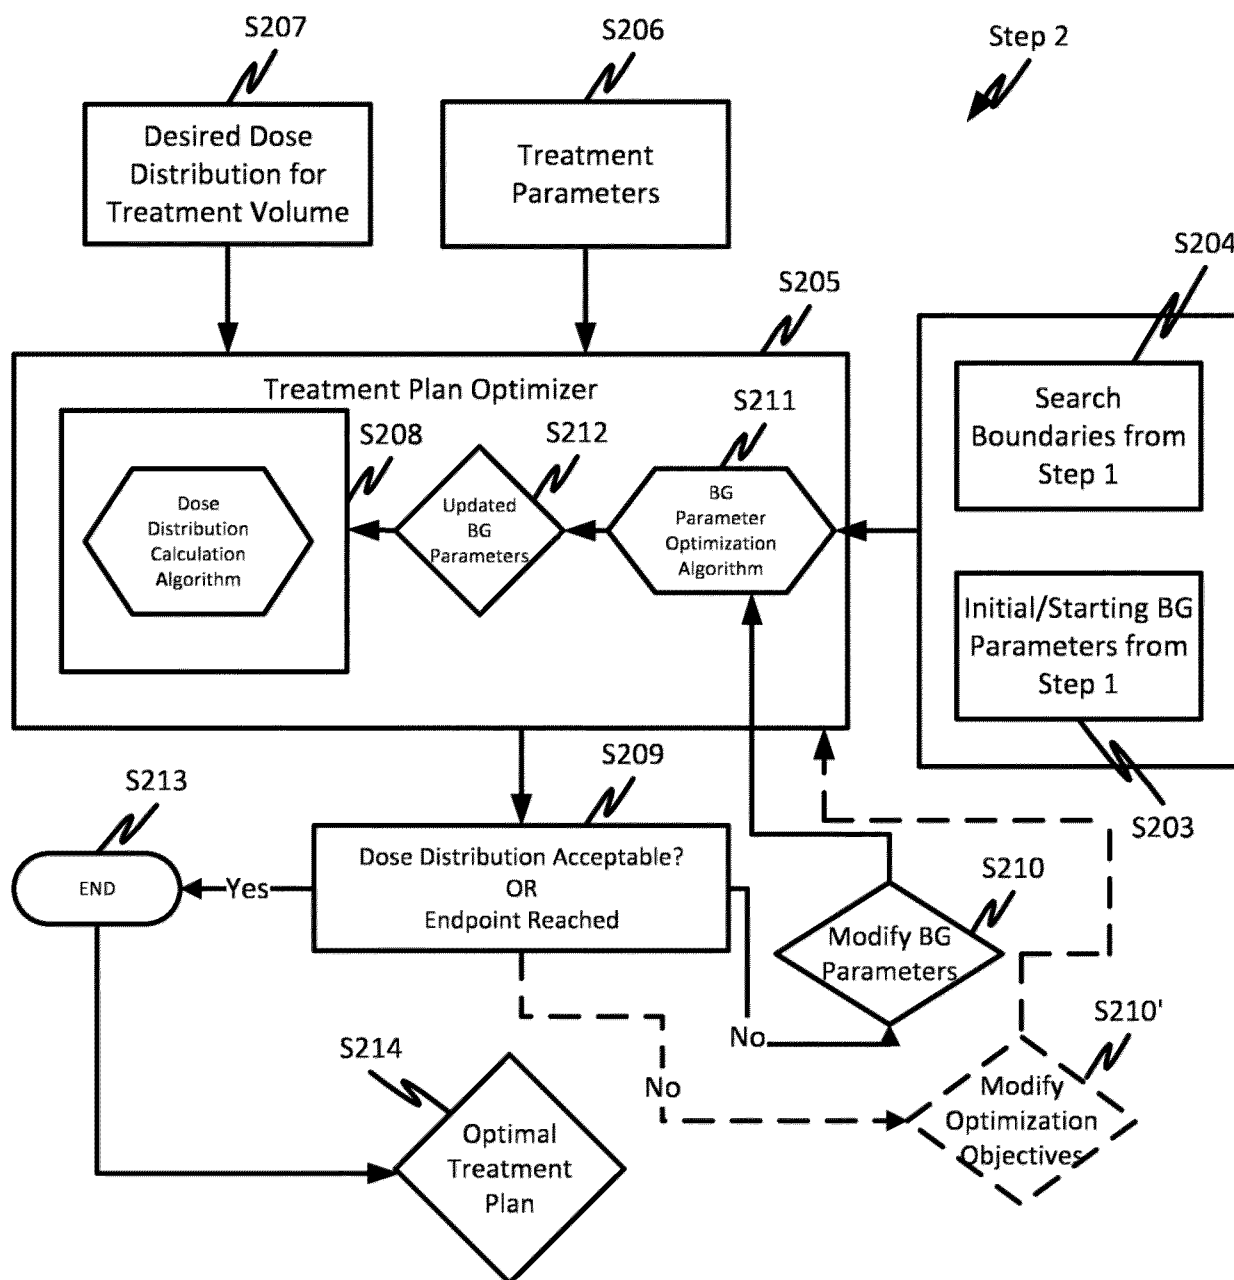 S207
S206
Step 2
Desired Dose
Distribution for
Treatment Volume
Treatment
Parameters
S204
S205
Search
Boundaries from
Step 1
Treatment Plan Optimizer
S211
S212
S208
Dose
Distribution
Calculation
Algorithm
Updated
BG
Parameters
BG
Parameter
Optimization
Algorithm
Initial/Starting BG
Parameters from
Step 1
S203
S209
S213
END
Yes
Dose Distribution Acceptable?
OR
Endpoint Reached
S210
Modify BG
Parameters
No
S210'
No
Modify
Optimization
Objectives
S214
Optimal
Treatment
Plan